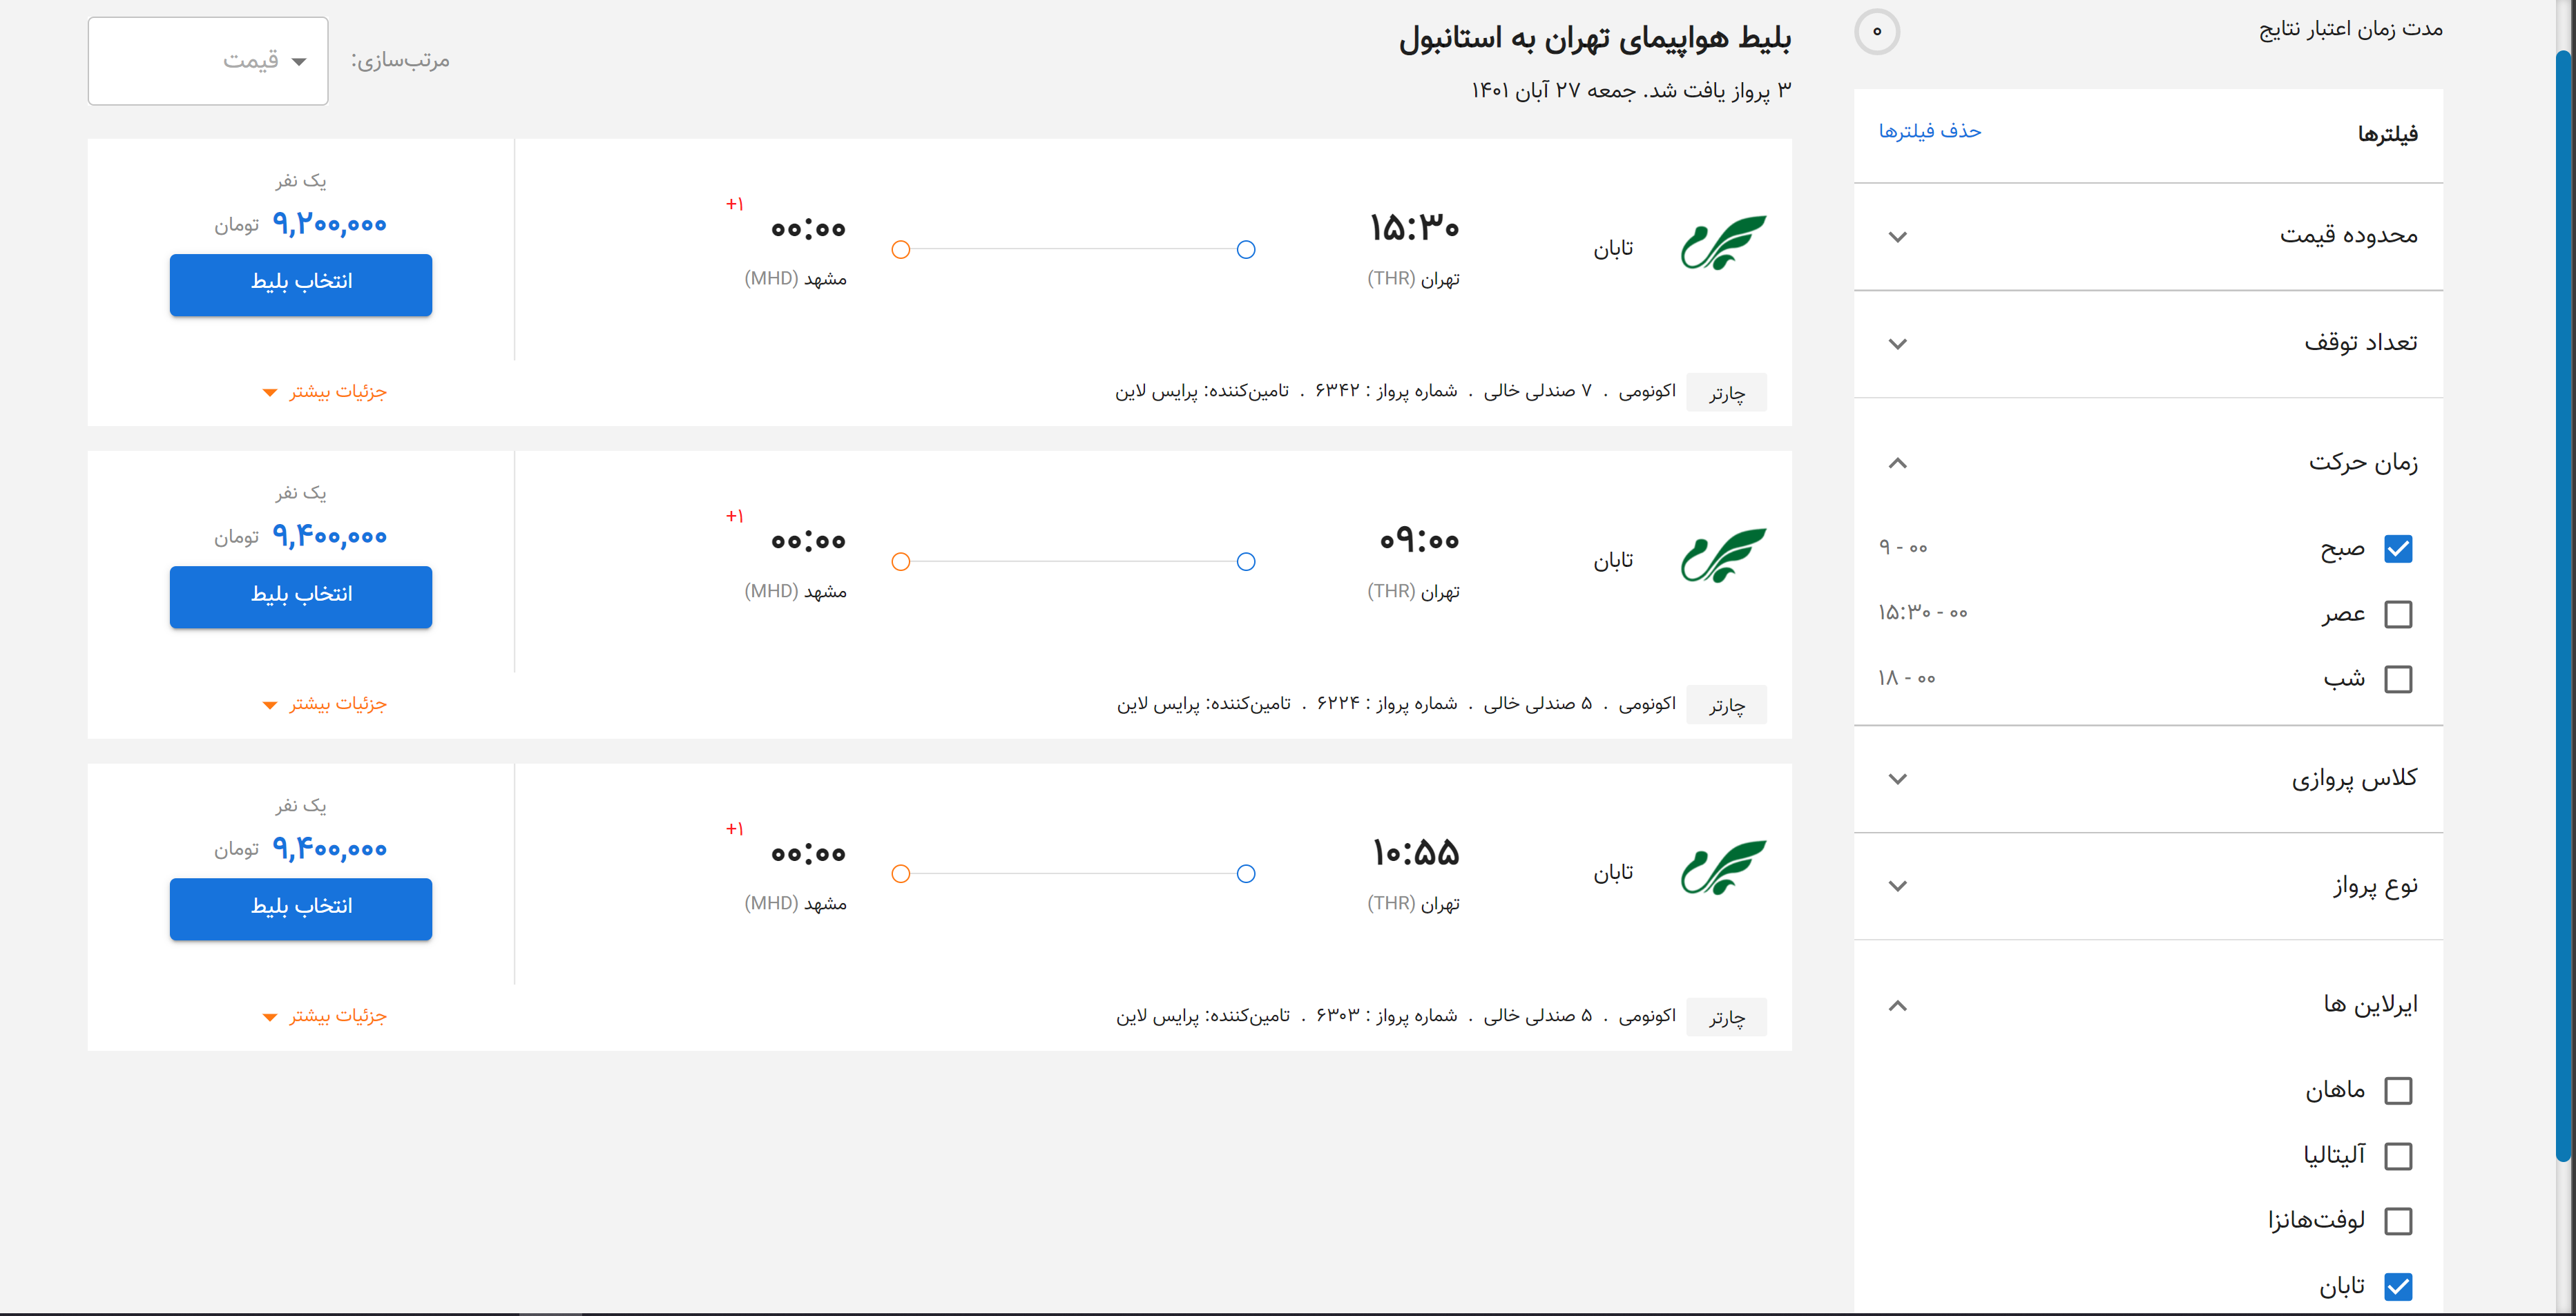 مدت زمان اعتبار نتایج
۰
فیلترها
حذف فیلترها
محدوده قیمت
تعداد توقف
زمان حرکت
صبح
۹ - ۰۰
عصر
۱۵:۳۰ - ۰۰
شب
۱۸ - ۰۰
کلاس پروازی
نوع پرواز
ایرلاین ها
ماهان
آلیتالیا
لوفت‌هانزا
تابان
بلیط هواپیمای تهران به استانبول
۳ پرواز یافت شد. جمعه ۲۷ آبان ۱۴۰۱
مرتب‌سازی:
قیمت
تابان
۱۵:۳۰
تهران (THR)
۰۰:۰۰
+۱
مشهد (MHD)
یک نفر
۹,۲۰۰,۰۰۰ تومان
انتخاب بلیط
چارتر
اکونومی . ۷ صندلی خالی . شماره پرواز : ۶۳۴۲ . تامین‌کننده: پرایس لاین
جزئیات بیشتر
تابان
۰۹:۰۰
تهران (THR)
۰۰:۰۰
+۱
مشهد (MHD)
یک نفر
۹,۴۰۰,۰۰۰ تومان
انتخاب بلیط
چارتر
اکونومی . ۵ صندلی خالی . شماره پرواز : ۶۲۲۴ . تامین‌کننده: پرایس لاین
جزئیات بیشتر
تابان
۱۰:۵۵
تهران (THR)
۰۰:۰۰
+۱
مشهد (MHD)
یک نفر
۹,۴۰۰,۰۰۰ تومان
انتخاب بلیط
چارتر
اکونومی . ۵ صندلی خالی . شماره پرواز : ۶۳۰۳ . تامین‌کننده: پرایس لاین
جزئیات بیشتر